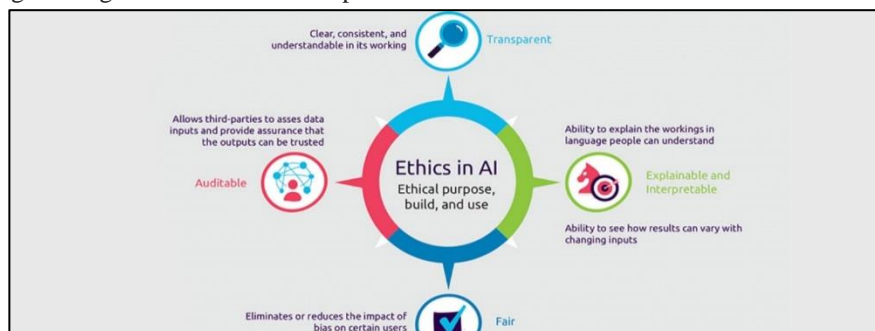 Clear, consistent, and
understandable in its working
Transparent
Allows third-parties to asses data
inputs and provide assurance that
the outputs can be trusted
Auditable
Ethics in AI
Ethical purpose,
build, and use
Ability to explain the workings in
language people can understand
Explainable and
Interpretable
Ability to see how results can vary with
changing inputs
Eliminates or reduces the impact of
bias on certain users
Fair